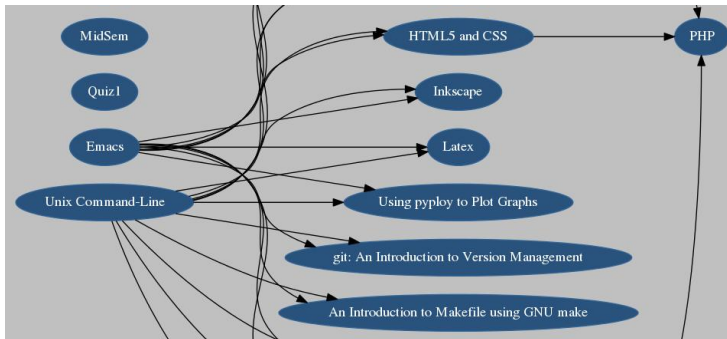 MidSem
HTML5 and CSS
PHP
Quiz1
Inkscape
Emacs
Latex
Unix Command-Line
Using pyploy to Plot Graphs
git: An Introduction to Version Management
An Introduction to Makefile using GNU make